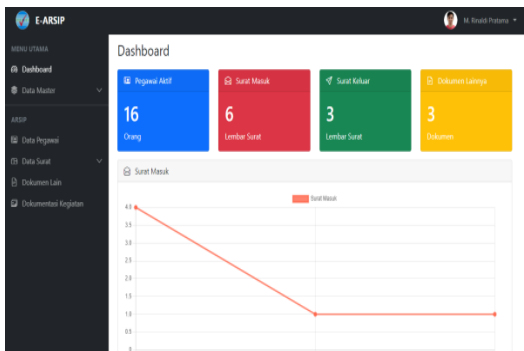 E-ARSIP
M. Rinaldi Pratama
MENU UTAMA
Dashboard
Data Master
ARSIP
Data Pegawai
Data Surat
Dokumen Lain
Dokumentasi Kegiatan
Dashboard
Pegawai Aktif
16
Orang
Surat Masuk
6
Lembar Surat
Surat Keluar
3
Lembar Surat
Dokumen Lainnya
3
Dokumen
Surat Masuk
Surat Masuk
4.0
3.5
3.0
2.5
2.0
1.5
1.0
0.5
0